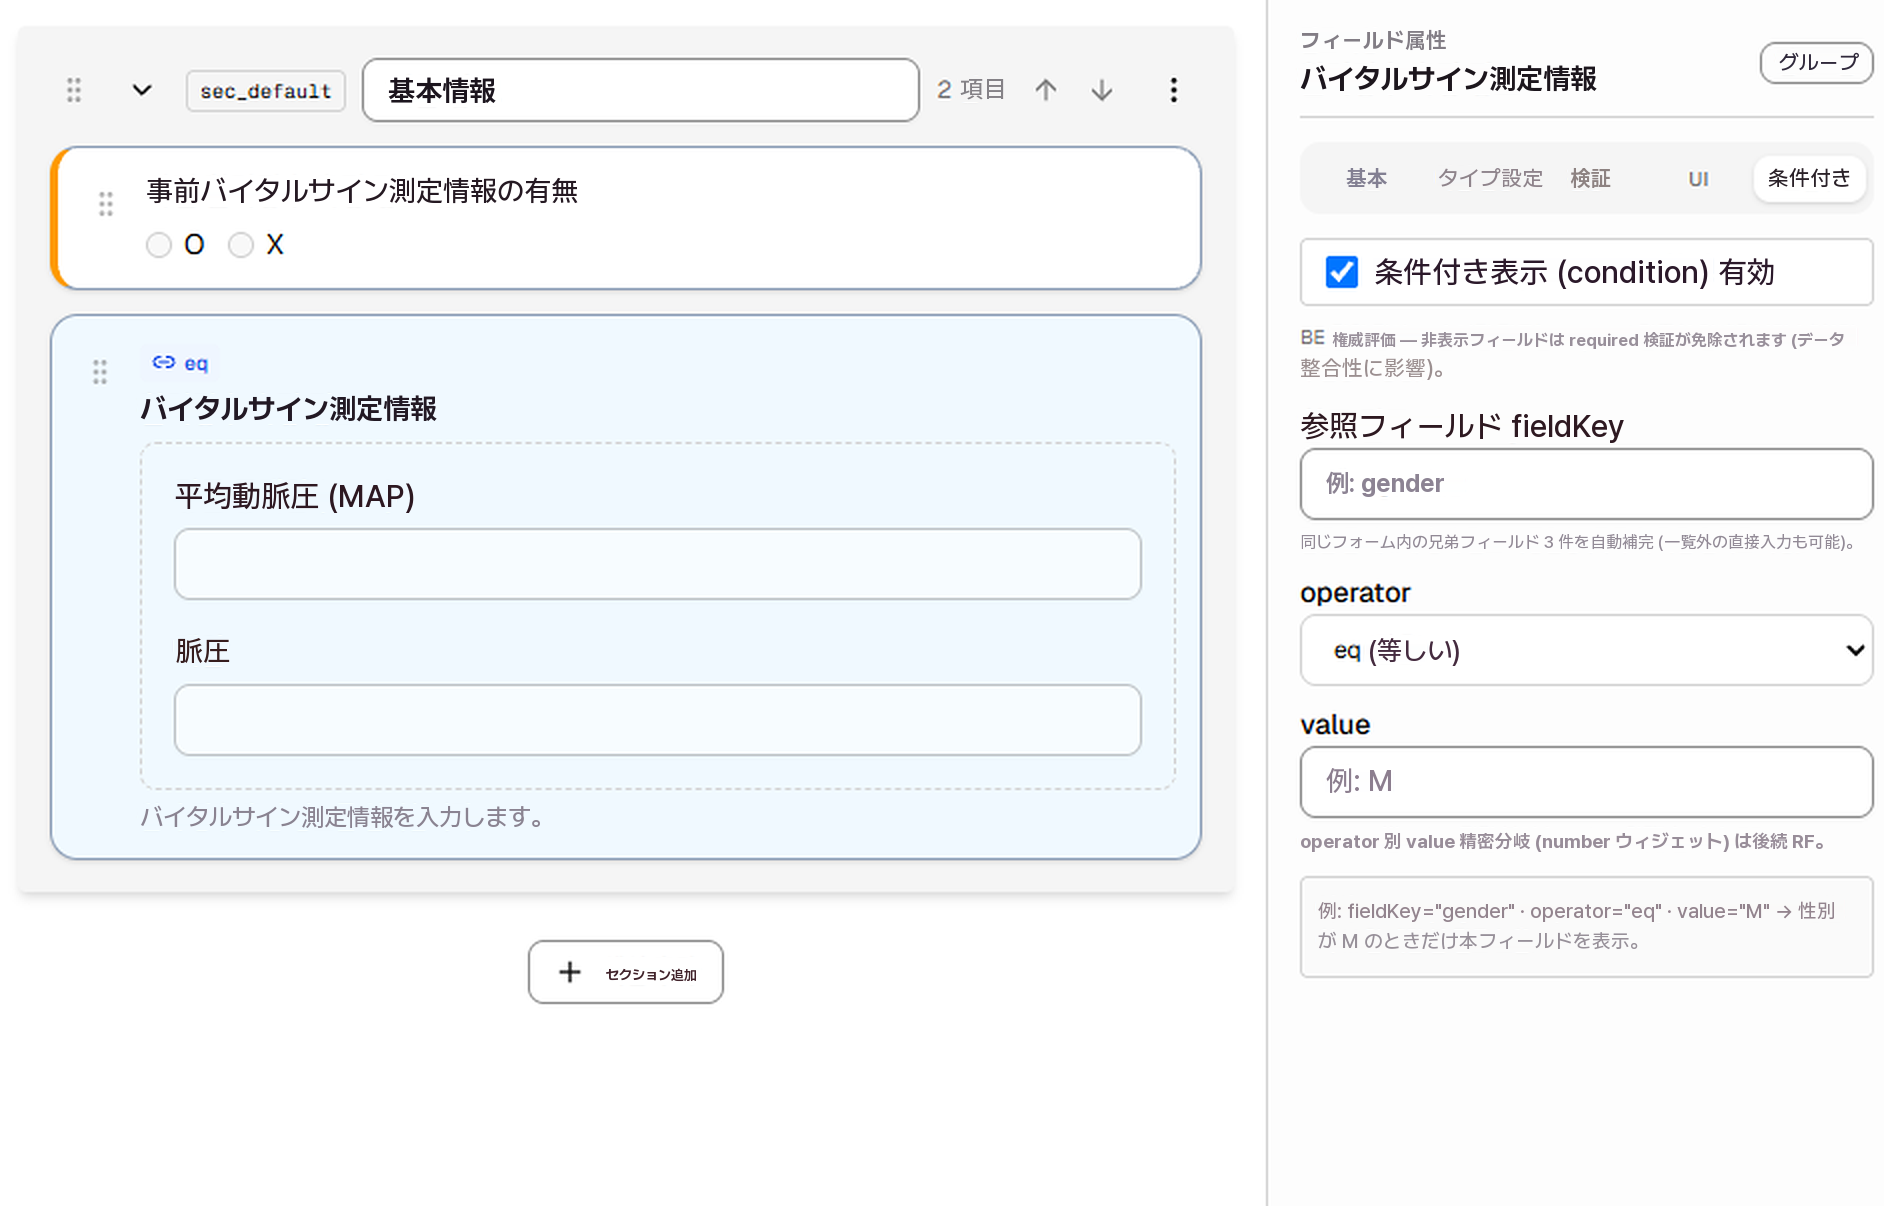 sec_default
基本情報
2 項目
事前バイタルサイン測定情報の有無
O X
eq
バイタルサイン測定情報
平均動脈圧 (MAP)
脈圧
バイタルサイン測定情報を入力します。
セクション追加
フィールド属性
バイタルサイン測定情報
グループ
基本 タイプ設定 検証 UI 条件付き
条件付き表示 (condition) 有効
BE 権威評価 — 非表示フィールドは required 検証が免除されます (データ
整合性に影響)。
参照フィールド fieldKey
例: gender
同じフォーム内の兄弟フィールド 3 件を自動補完 (一覧外の直接入力も可能)。
operator
eq (等しい)
value
例: M
operator 別 value 精密分岐 (number ウィジェット) は後続 RF。
例: fieldKey="gender" · operator="eq" · value="M" → 性別
が M のときだけ本フィールドを表示。